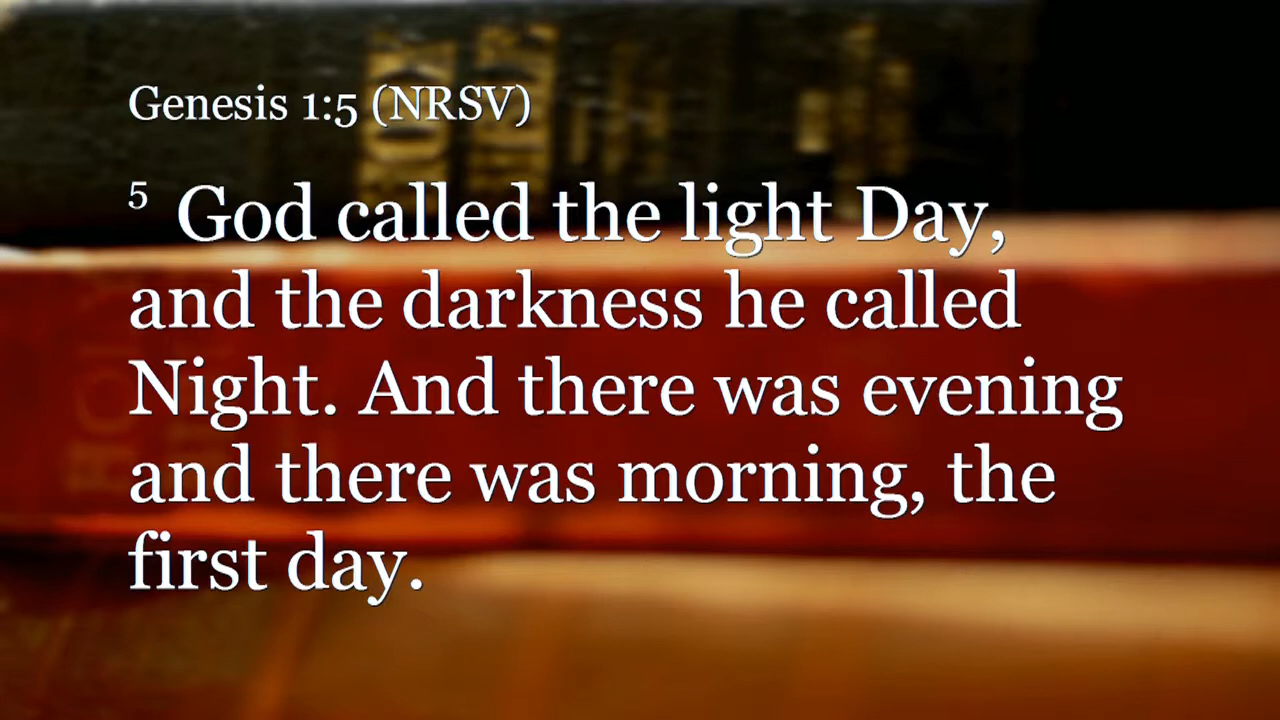 Genesis 1:5 (NRSV)
5 God called the light Day,
and the darkness he called
Night. And there was evening
and there was morning, the
first day.